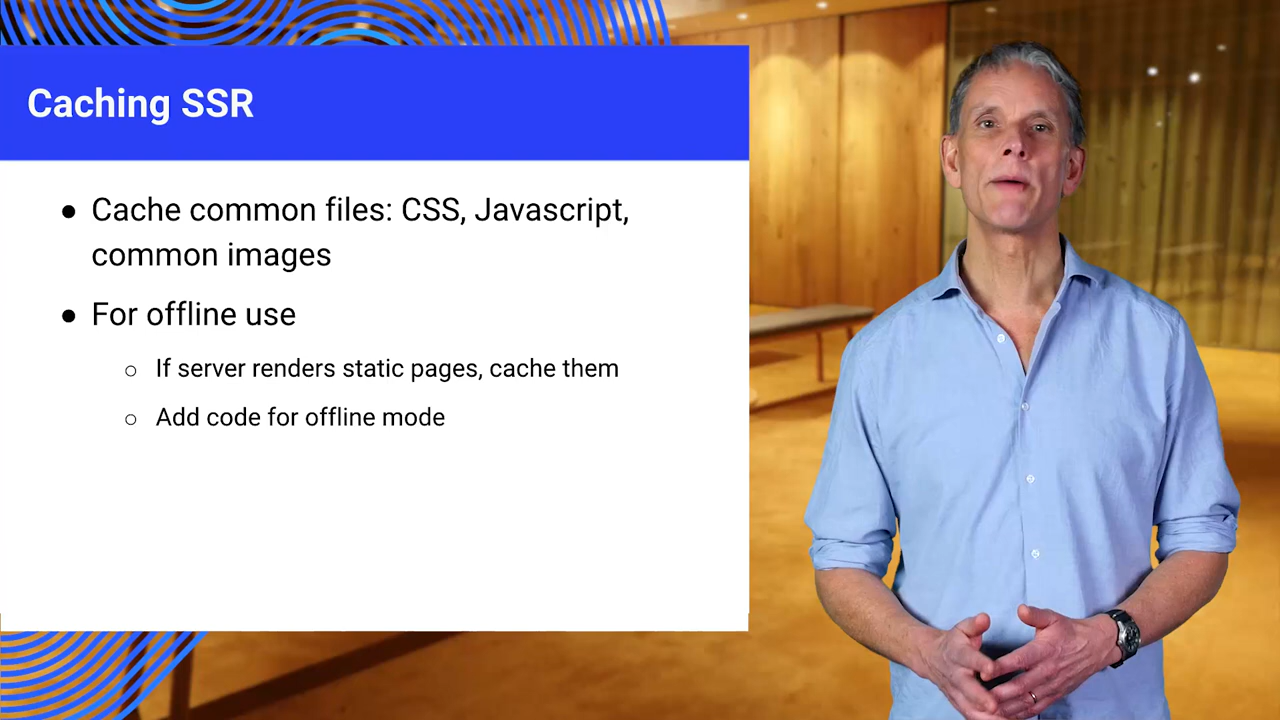 Caching SSR
● Cache common files: CSS, Javascript,
common images
● For offline use
○ If server renders static pages, cache them
○ Add code for offline mode